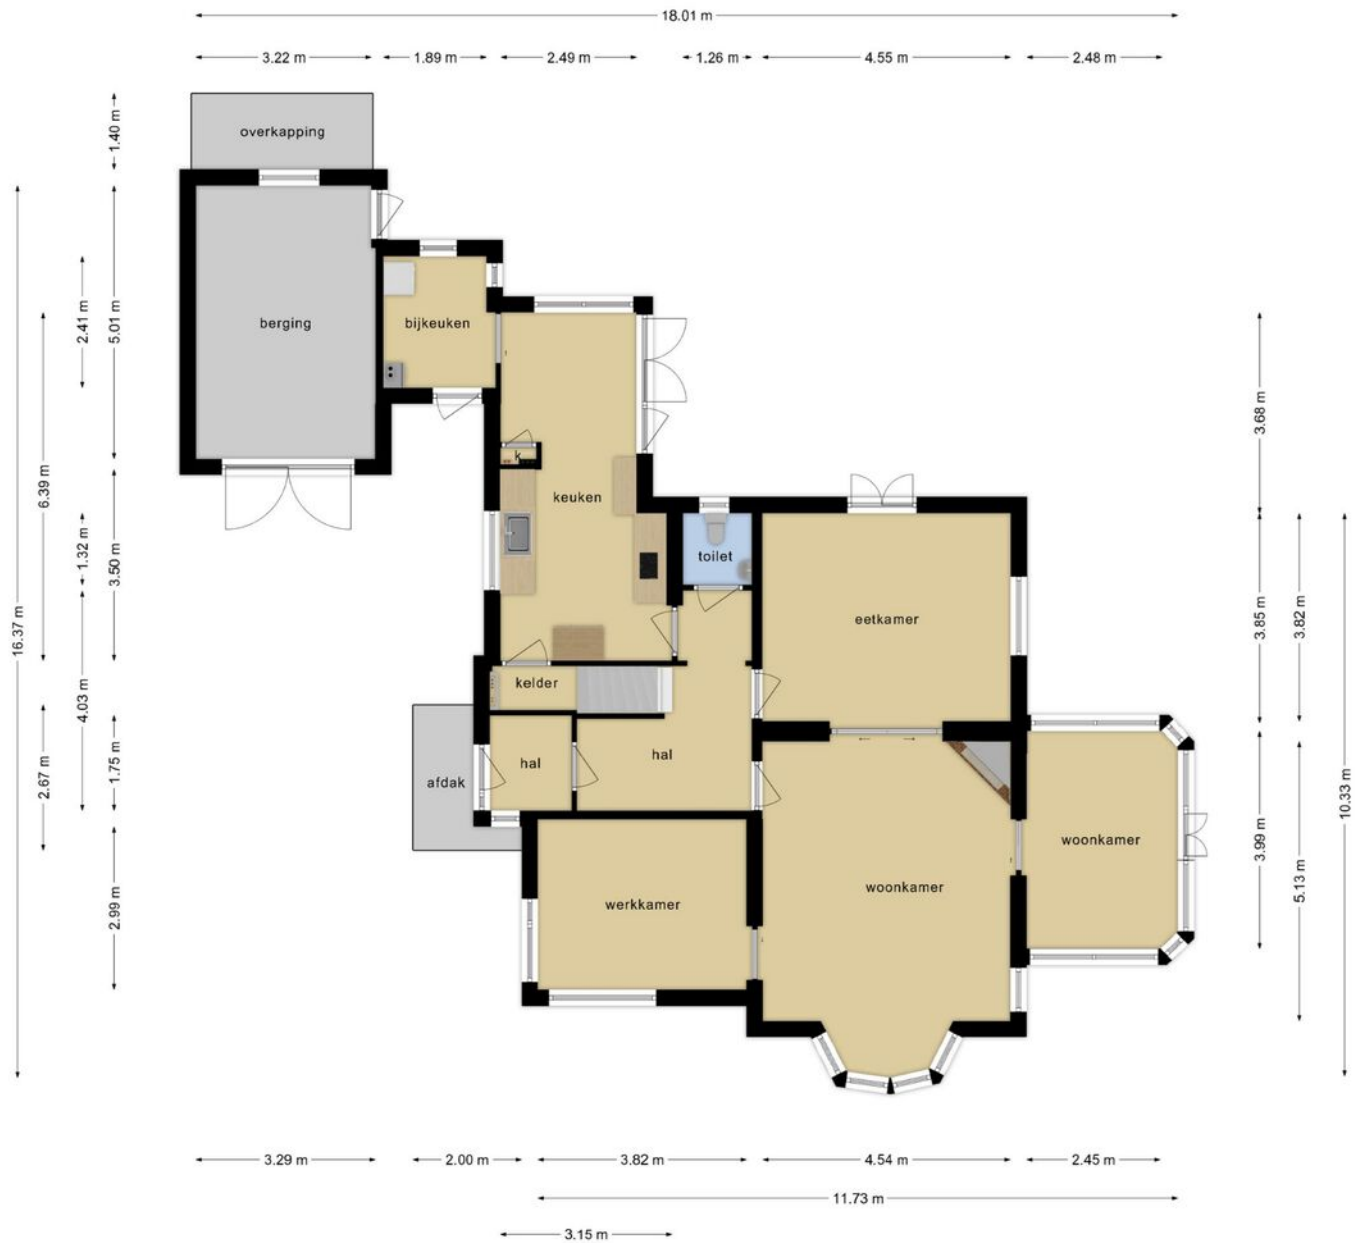 18.01 m
3.22 m 1.89 m 2.49 m 1.26 m 4.55 m 2.48 m
1.40 m
overkapping
16.37 m
6.39 m
2.41 m
5.01 m
berging
bijkeuken
k
keuken
1.32 m
3.50 m
4.03 m
2.67 m
1.75 m
2.99 m
toilet
eetkamer
kelder
hal
hal
afdak
werkkamer
woonkamer
woonkamer
3.68 m
3.85 m
3.82 m
3.99 m
5.13 m
10.33 m
3.29 m 2.00 m 3.82 m 4.54 m 2.45 m
11.73 m
3.15 m